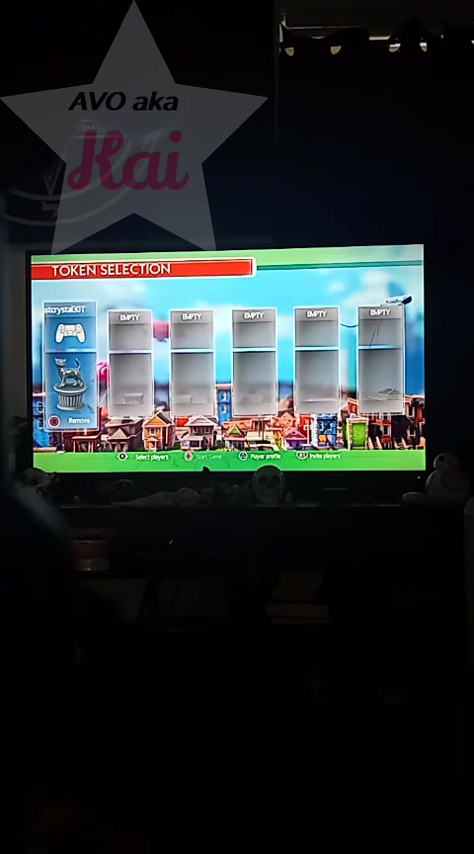 AVO aka
Kai
TOKEN SELECTION
stcrystal30T
EMPTY
EMPTY
EMPTY
EMPTY
EMPTY
Remove
Select players
Start Game
Player profile
Invite players